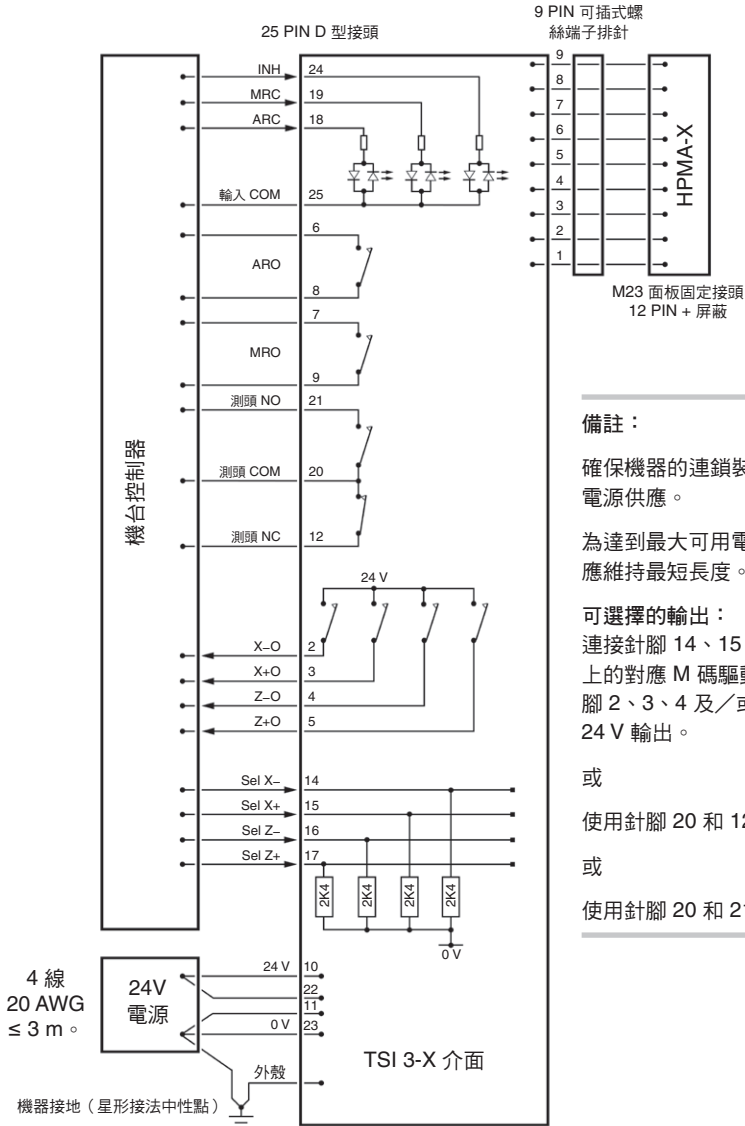 9 PIN 可插式螺
絲端子排針
25 PIN D 型接頭
9
8
7
6
5
4
3
2
1
HPMA-X
M23 面板固定接頭
12 PIN + 屏蔽
機台控制器
INH 24
MRC 19
ARC 18
輸入 COM 25
6
ARO
8
7
MRO
9
測頭 NO 21
測頭 COM 20
測頭 NC 12
24 V
X–O 2
X+O 3
Z–O 4
Z+O 5
Sel X– 14
Sel X+ 15
Sel Z– 16
Sel Z+ 17
2K4 2K4 2K4 2K4
0 V
4 線
20 AWG
≤ 3 m。
24V
電源
24 V 10
22
11
0 V 23
外殼
TSI 3-X 介面
機器接地（星形接法中性點）
備註：
確保機器的連鎖裝
電源供應。
為達到最大可用電
應維持最短長度。
可選擇的輸出：
連接針腳 14、15
上的對應 M 碼驅
腳 2、3、4 及／或
24 V 輸出。
或
使用針腳 20 和 12
或
使用針腳 20 和 21